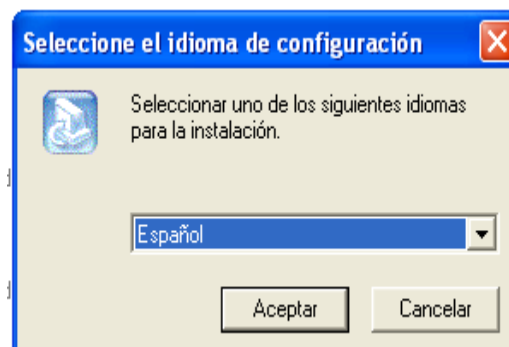 Seleccione el idioma de configuración
Seleccionar uno de los siguientes idiomas
para la instalación.
Español
Aceptar
Cancelar